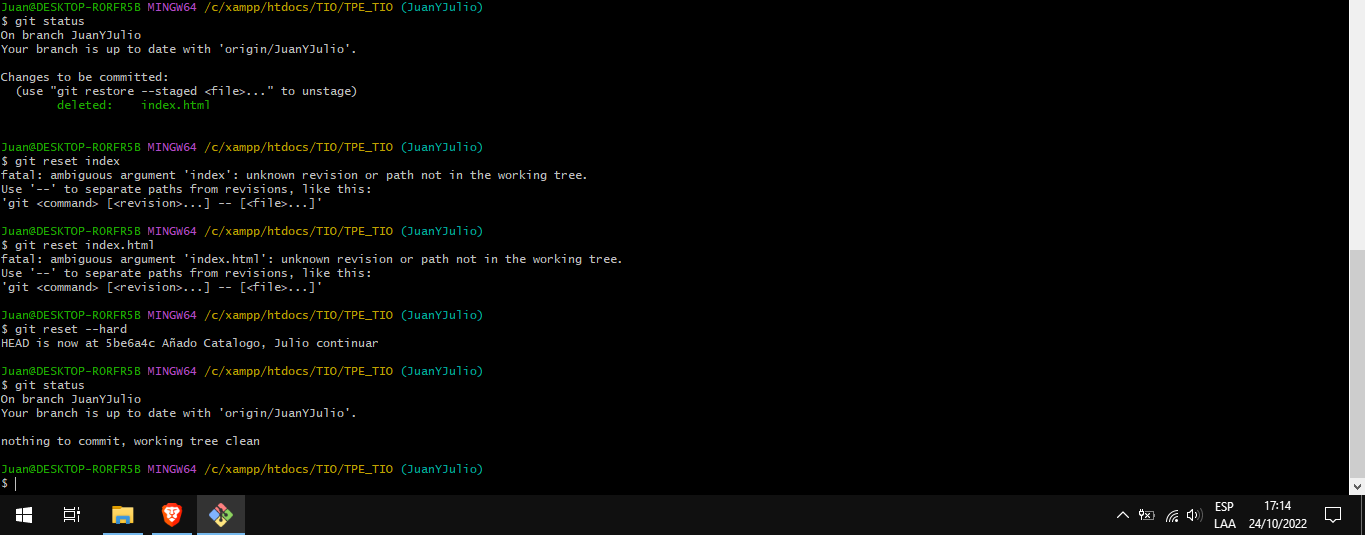 Juan@DESKTOP-RORFR5B MINGW64 /c/xampp/htdocs/TIO/TPE_TIO (JuanYJulio)
$ git status
On branch JuanYJulio
Your branch is up to date with 'origin/JuanYJulio'.
Changes to be committed:
  (use "git restore --staged <file>..." to unstage)
        deleted:    index.html
Juan@DESKTOP-RORFR5B MINGW64 /c/xampp/htdocs/TIO/TPE_TIO (JuanYJulio)
$ git reset index
fatal: ambiguous argument 'index': unknown revision or path not in the working tree.
Use '--' to separate paths from revisions, like this:
'git <command> [<revision>...] -- [<file>...]'
Juan@DESKTOP-RORFR5B MINGW64 /c/xampp/htdocs/TIO/TPE_TIO (JuanYJulio)
$ git reset index.html
fatal: ambiguous argument 'index.html': unknown revision or path not in the working tree.
Use '--' to separate paths from revisions, like this:
'git <command> [<revision>...] -- [<file>...]'
Juan@DESKTOP-RORFR5B MINGW64 /c/xampp/htdocs/TIO/TPE_TIO (JuanYJulio)
$ git reset --hard
HEAD is now at 5be6a4c Añado Catalogo, Julio continuar
Juan@DESKTOP-RORFR5B MINGW64 /c/xampp/htdocs/TIO/TPE_TIO (JuanYJulio)
$ git status
On branch JuanYJulio
Your branch is up to date with 'origin/JuanYJulio'.
nothing to commit, working tree clean
Juan@DESKTOP-RORFR5B MINGW64 /c/xampp/htdocs/TIO/TPE_TIO (JuanYJulio)
$
ESP
LAA
17:14
24/10/2022